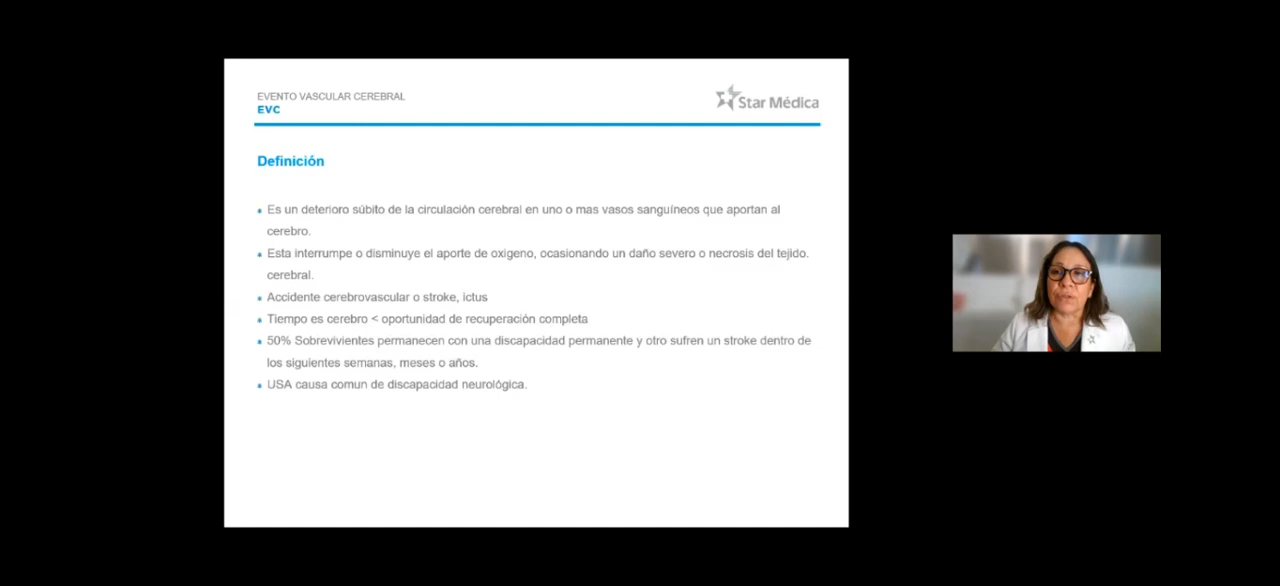 EVENTO VASCULAR CEREBRAL
EVC
Star Médica
Definición
Es un deterioro súbito de la circulación cerebral en uno o mas vasos sanguíneos que aportan al
cerebro.
Esta interrumpe o disminuye el aporte de oxigeno, ocasionando un daño severo o necrosis del tejido.
cerebral.
Accidente cerebrovascular o stroke, ictus
Tiempo es cerebro < oportunidad de recuperación completa
50% Sobrevivientes permanecen con una discapacidad permanente y otro sufren un stroke dentro de
los siguientes semanas, meses o años.
USA causa comun de discapacidad neurológica.